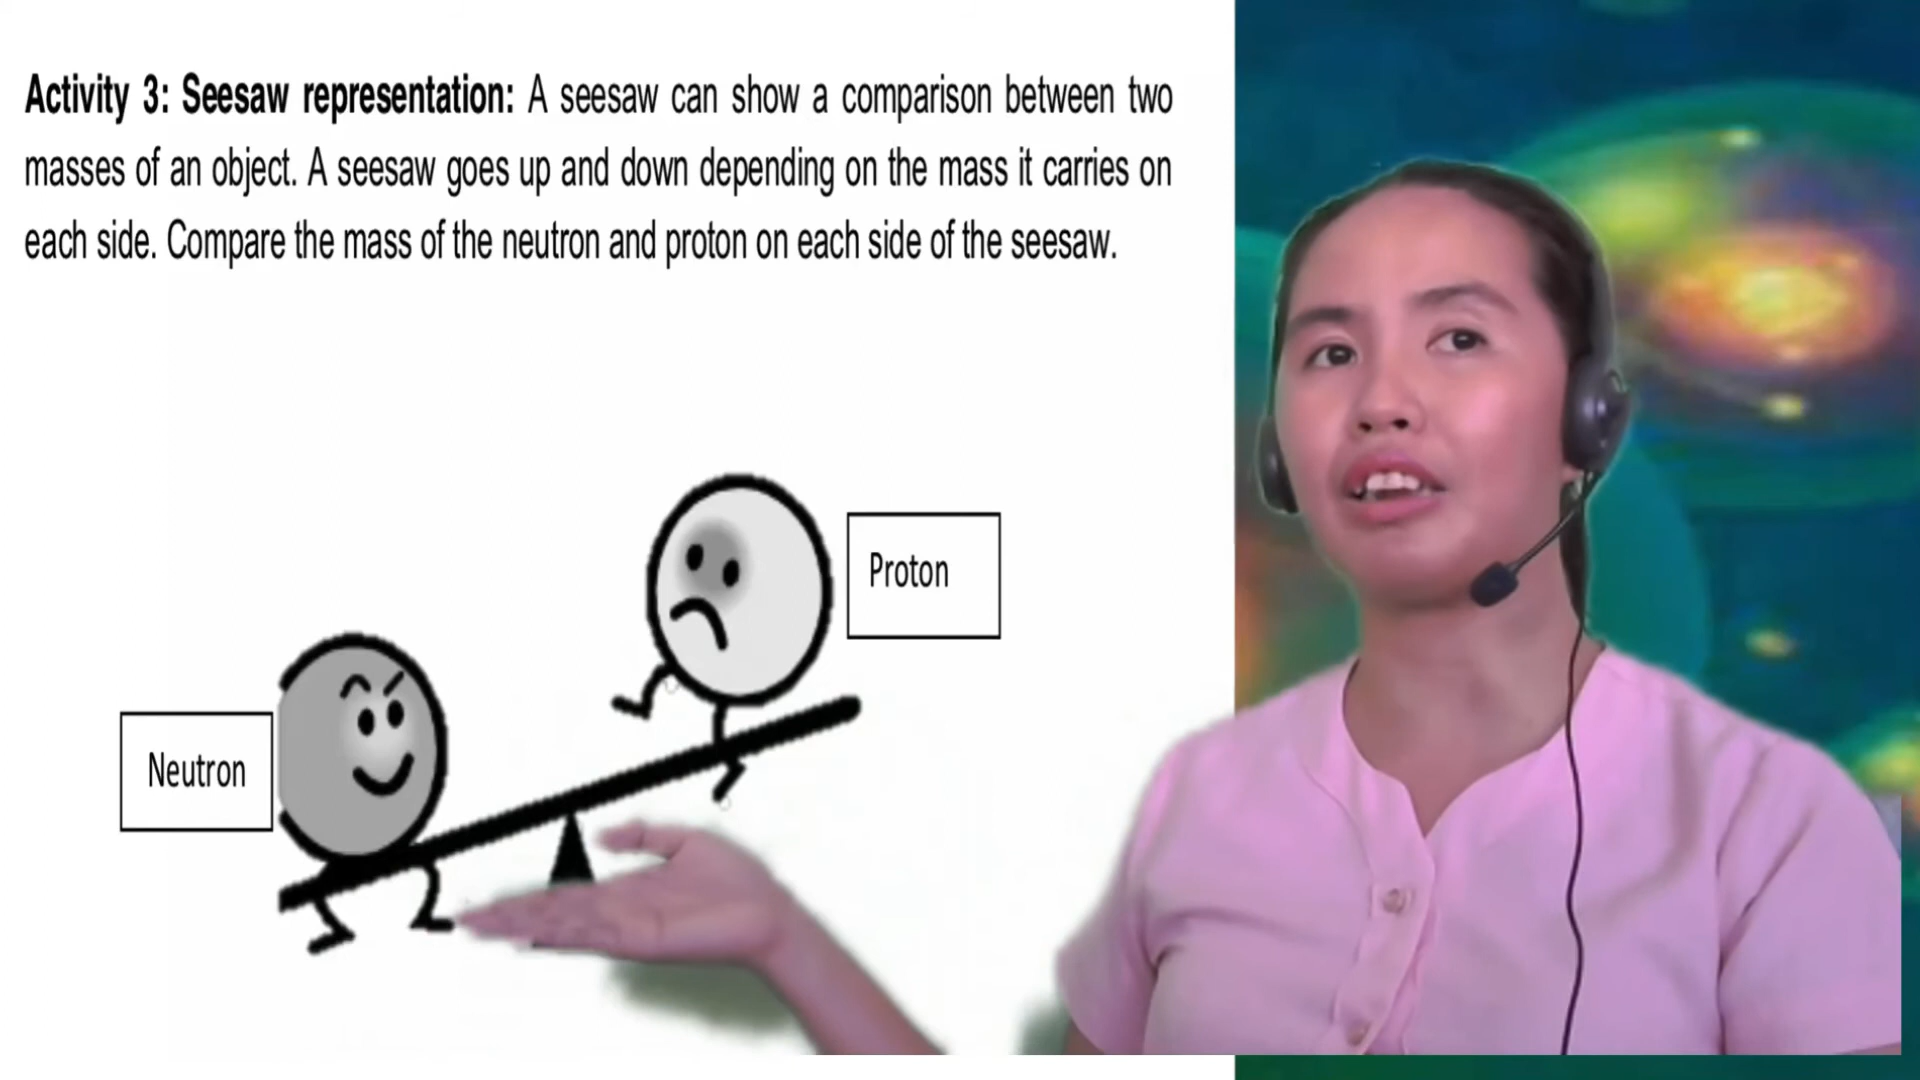 Activity 3: Seesaw representation: A seesaw can show a comparison between two
masses of an object. A seesaw goes up and down depending on the mass it carries on
each side. Compare the mass of the neutron and proton on each side of the seesaw.
Proton
Neutron